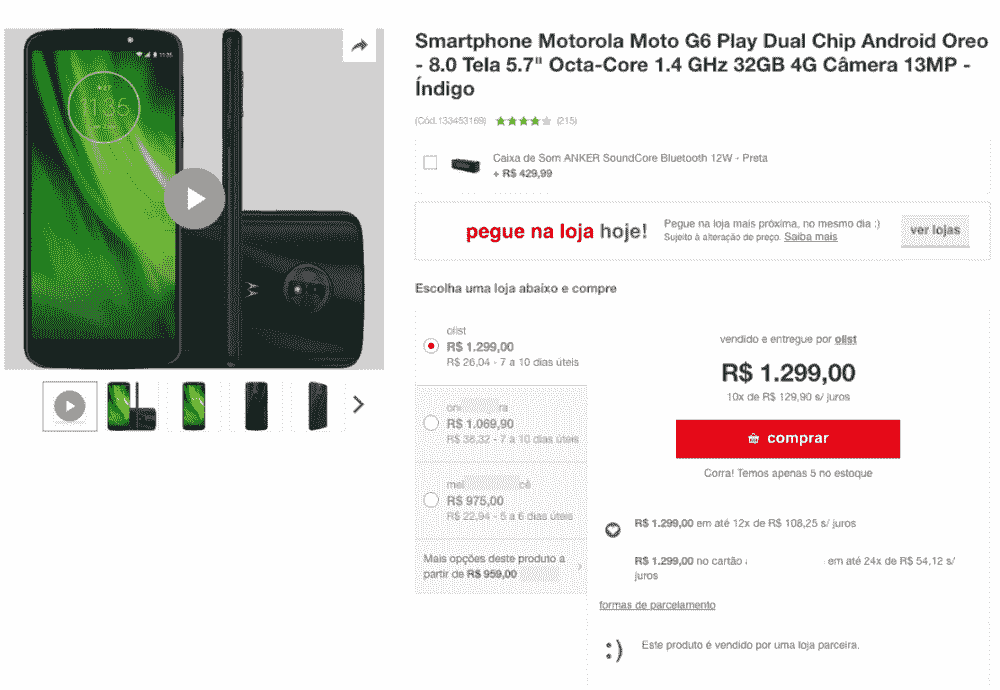 Smartphone Motorola Moto G6 Play Dual Chip Android Oreo
- 8.0 Tela 5.7" Octa-Core 1.4 GHz 32GB 4G Câmera 13MP -
Índigo
(Cód.133453169) (215)
Caixa de Som ANKER SoundCore Bluetooth 12W - Preta
+ R$ 429,99
pegue na loja hoje!
Pegue na loja mais próxima, no mesmo dia :)
Sujeito à alteração de preço. Saiba mais
ver lojas
Escolha uma loja abaixo e compre
olist
R$ 1.299,00
R$ 26,04 - 7 a 10 dias úteis
R$ 1.069,90
R$ 36,32 - 7 a 10 dias úteis
R$ 975,00
R$ 22,94 - 5 a 6 dias úteis
Mais opções deste produto a
partir de R$ 959,00
vendido e entregue por olist
R$ 1.299,00
10x de R$ 129,90 s/ juros
comprar
Corra! Temos apenas 5 no estoque
R$ 1.299,00 em até 12x de R$ 108,25 s/ juros
R$ 1.299,00 no cartão em até 24x de R$ 54,12 s/
juros
formas de parcelamento
:) Este produto é vendido por uma loja parceira.